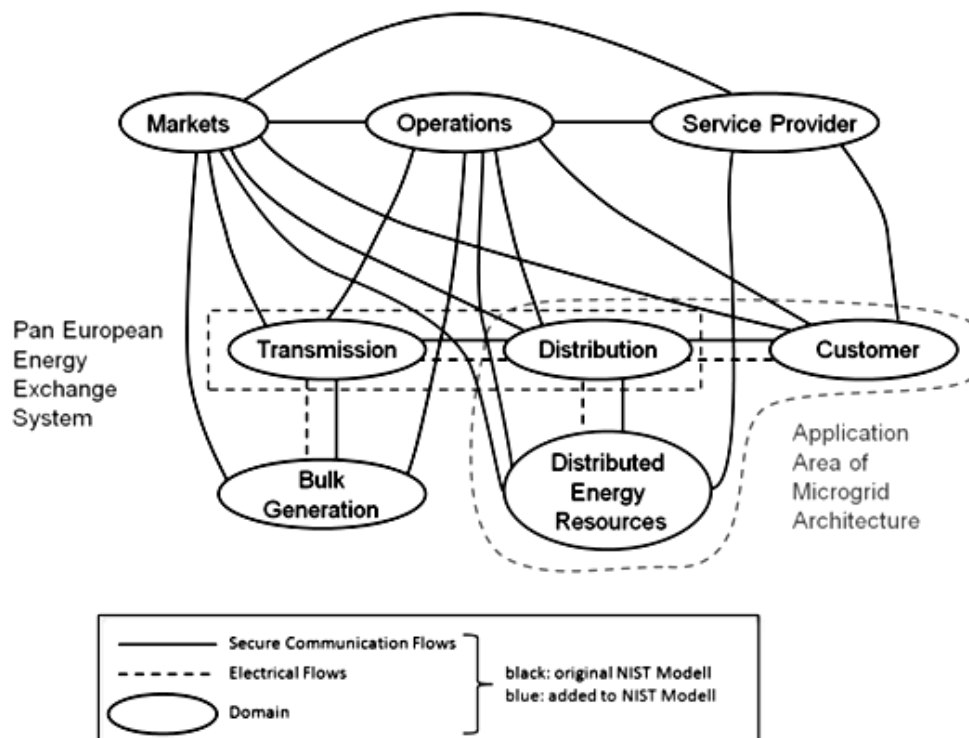 Markets
Operations
Service Provider
Pan European
Energy
Exchange
System
Transmission
Distribution
Customer
Bulk
Generation
Distributed
Energy
Resources
Application
Area of
Microgrid
Architecture
Secure Communication Flows
Electrical Flows
Domain
black: original NIST Modell
blue: added to NIST Modell